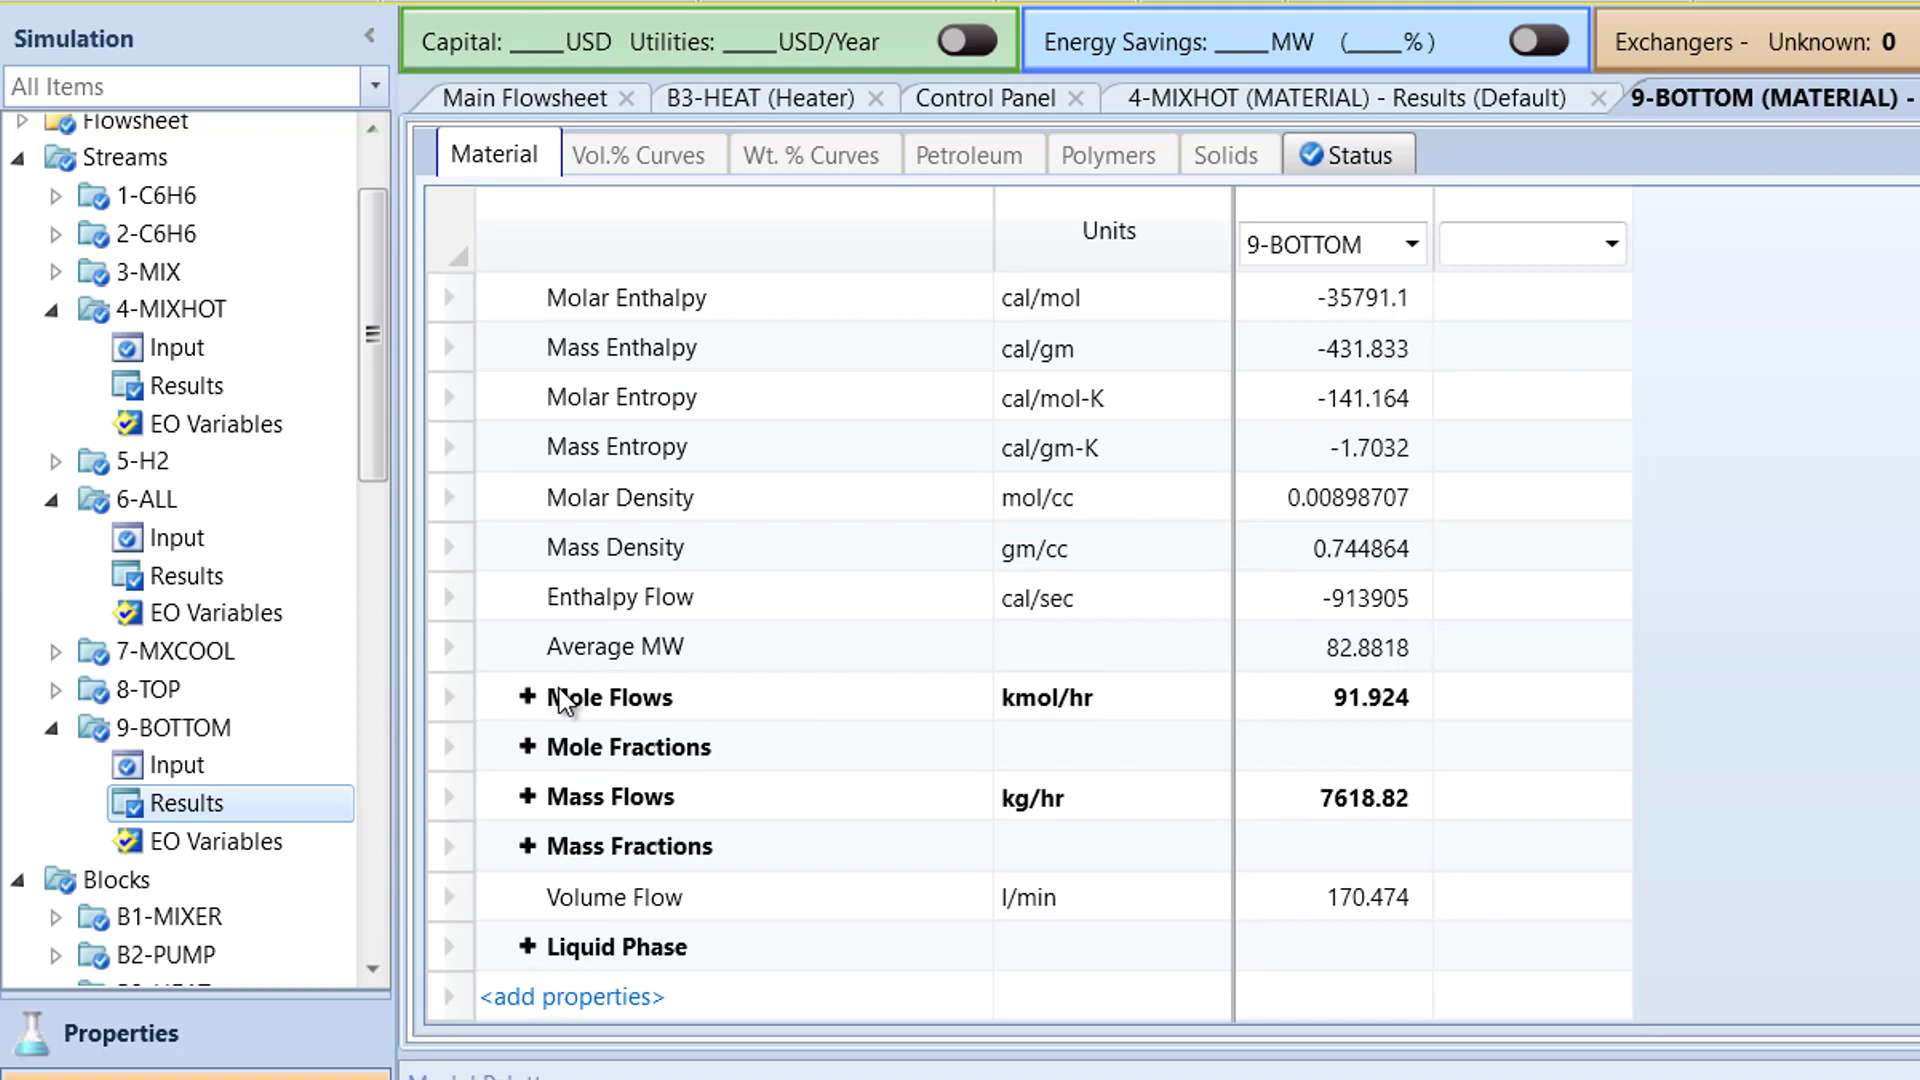 Simulation
All Items
Flowsheet
Streams
1-C6H6
2-C6H6
3-MIX
4-MIXHOT
Input
Results
EO Variables
5-H2
6-ALL
Input
Results
EO Variables
7-MXCOOL
8-TOP
9-BOTTOM
Input
Results
EO Variables
Blocks
B1-MIXER
B2-PUMP
Properties
Capital: ____USD Utilities: ____USD/Year
Energy Savings: ____MW (____%)
Exchangers - Unknown: 0
Main Flowsheet
B3-HEAT (Heater)
Control Panel
4-MIXHOT (MATERIAL) - Results (Default)
9-BOTTOM (MATERIAL) -
Material
Vol.% Curves
Wt. % Curves
Petroleum
Polymers
Solids
Status
Units
9-BOTTOM
Molar Enthalpy cal/mol -35791.1
Mass Enthalpy cal/gm -431.833
Molar Entropy cal/mol-K -141.164
Mass Entropy cal/gm-K -1.7032
Molar Density mol/cc 0.00898707
Mass Density gm/cc 0.744864
Enthalpy Flow cal/sec -913905
Average MW 82.8818
+ Mole Flows kmol/hr 91.924
+ Mole Fractions
+ Mass Flows kg/hr 7618.82
+ Mass Fractions
Volume Flow l/min 170.474
+ Liquid Phase
<add properties>